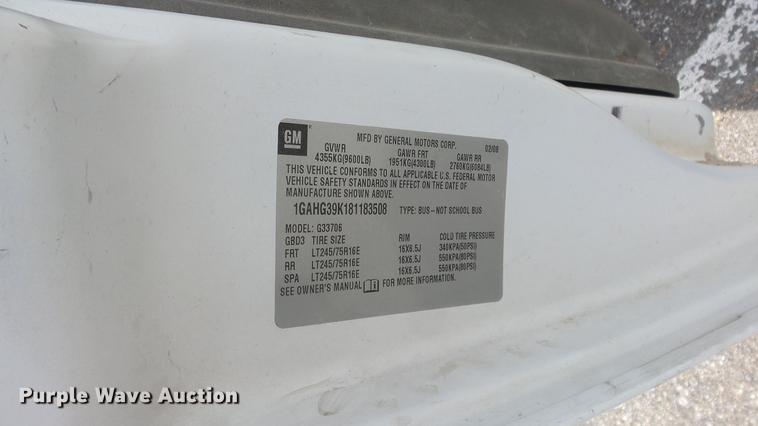 GM
MFD BY GENERAL MOTORS CORP. 02/08
GVWR GAWR FRT GAWR RR
4355KG(9600LB) 1951KG(4300LB) 2760KG(6084LB)
THIS VEHICLE CONFORMS TO ALL APPLICABLE U.S. FEDERAL MOTOR
VEHICLE SAFETY STANDARDS IN EFFECT ON THE DATE OF
MANUFACTURE SHOWN ABOVE.
1GAHG39K181183508 TYPE: BUS-NOT SCHOOL BUS
MODEL: G33706
GBD3 TIRE SIZE RIM COLD TIRE PRESSURE
FRT LT245/75R16E 16X6.5J 340KPA(50PSI)
RR LT245/75R16E 16X6.5J 550KPA(80PSI)
SPA LT245/75R16E 16X6.5J 550KPA(80PSI)
SEE OWNER'S MANUAL FOR MORE INFORMATION.
Purple Wave Auction